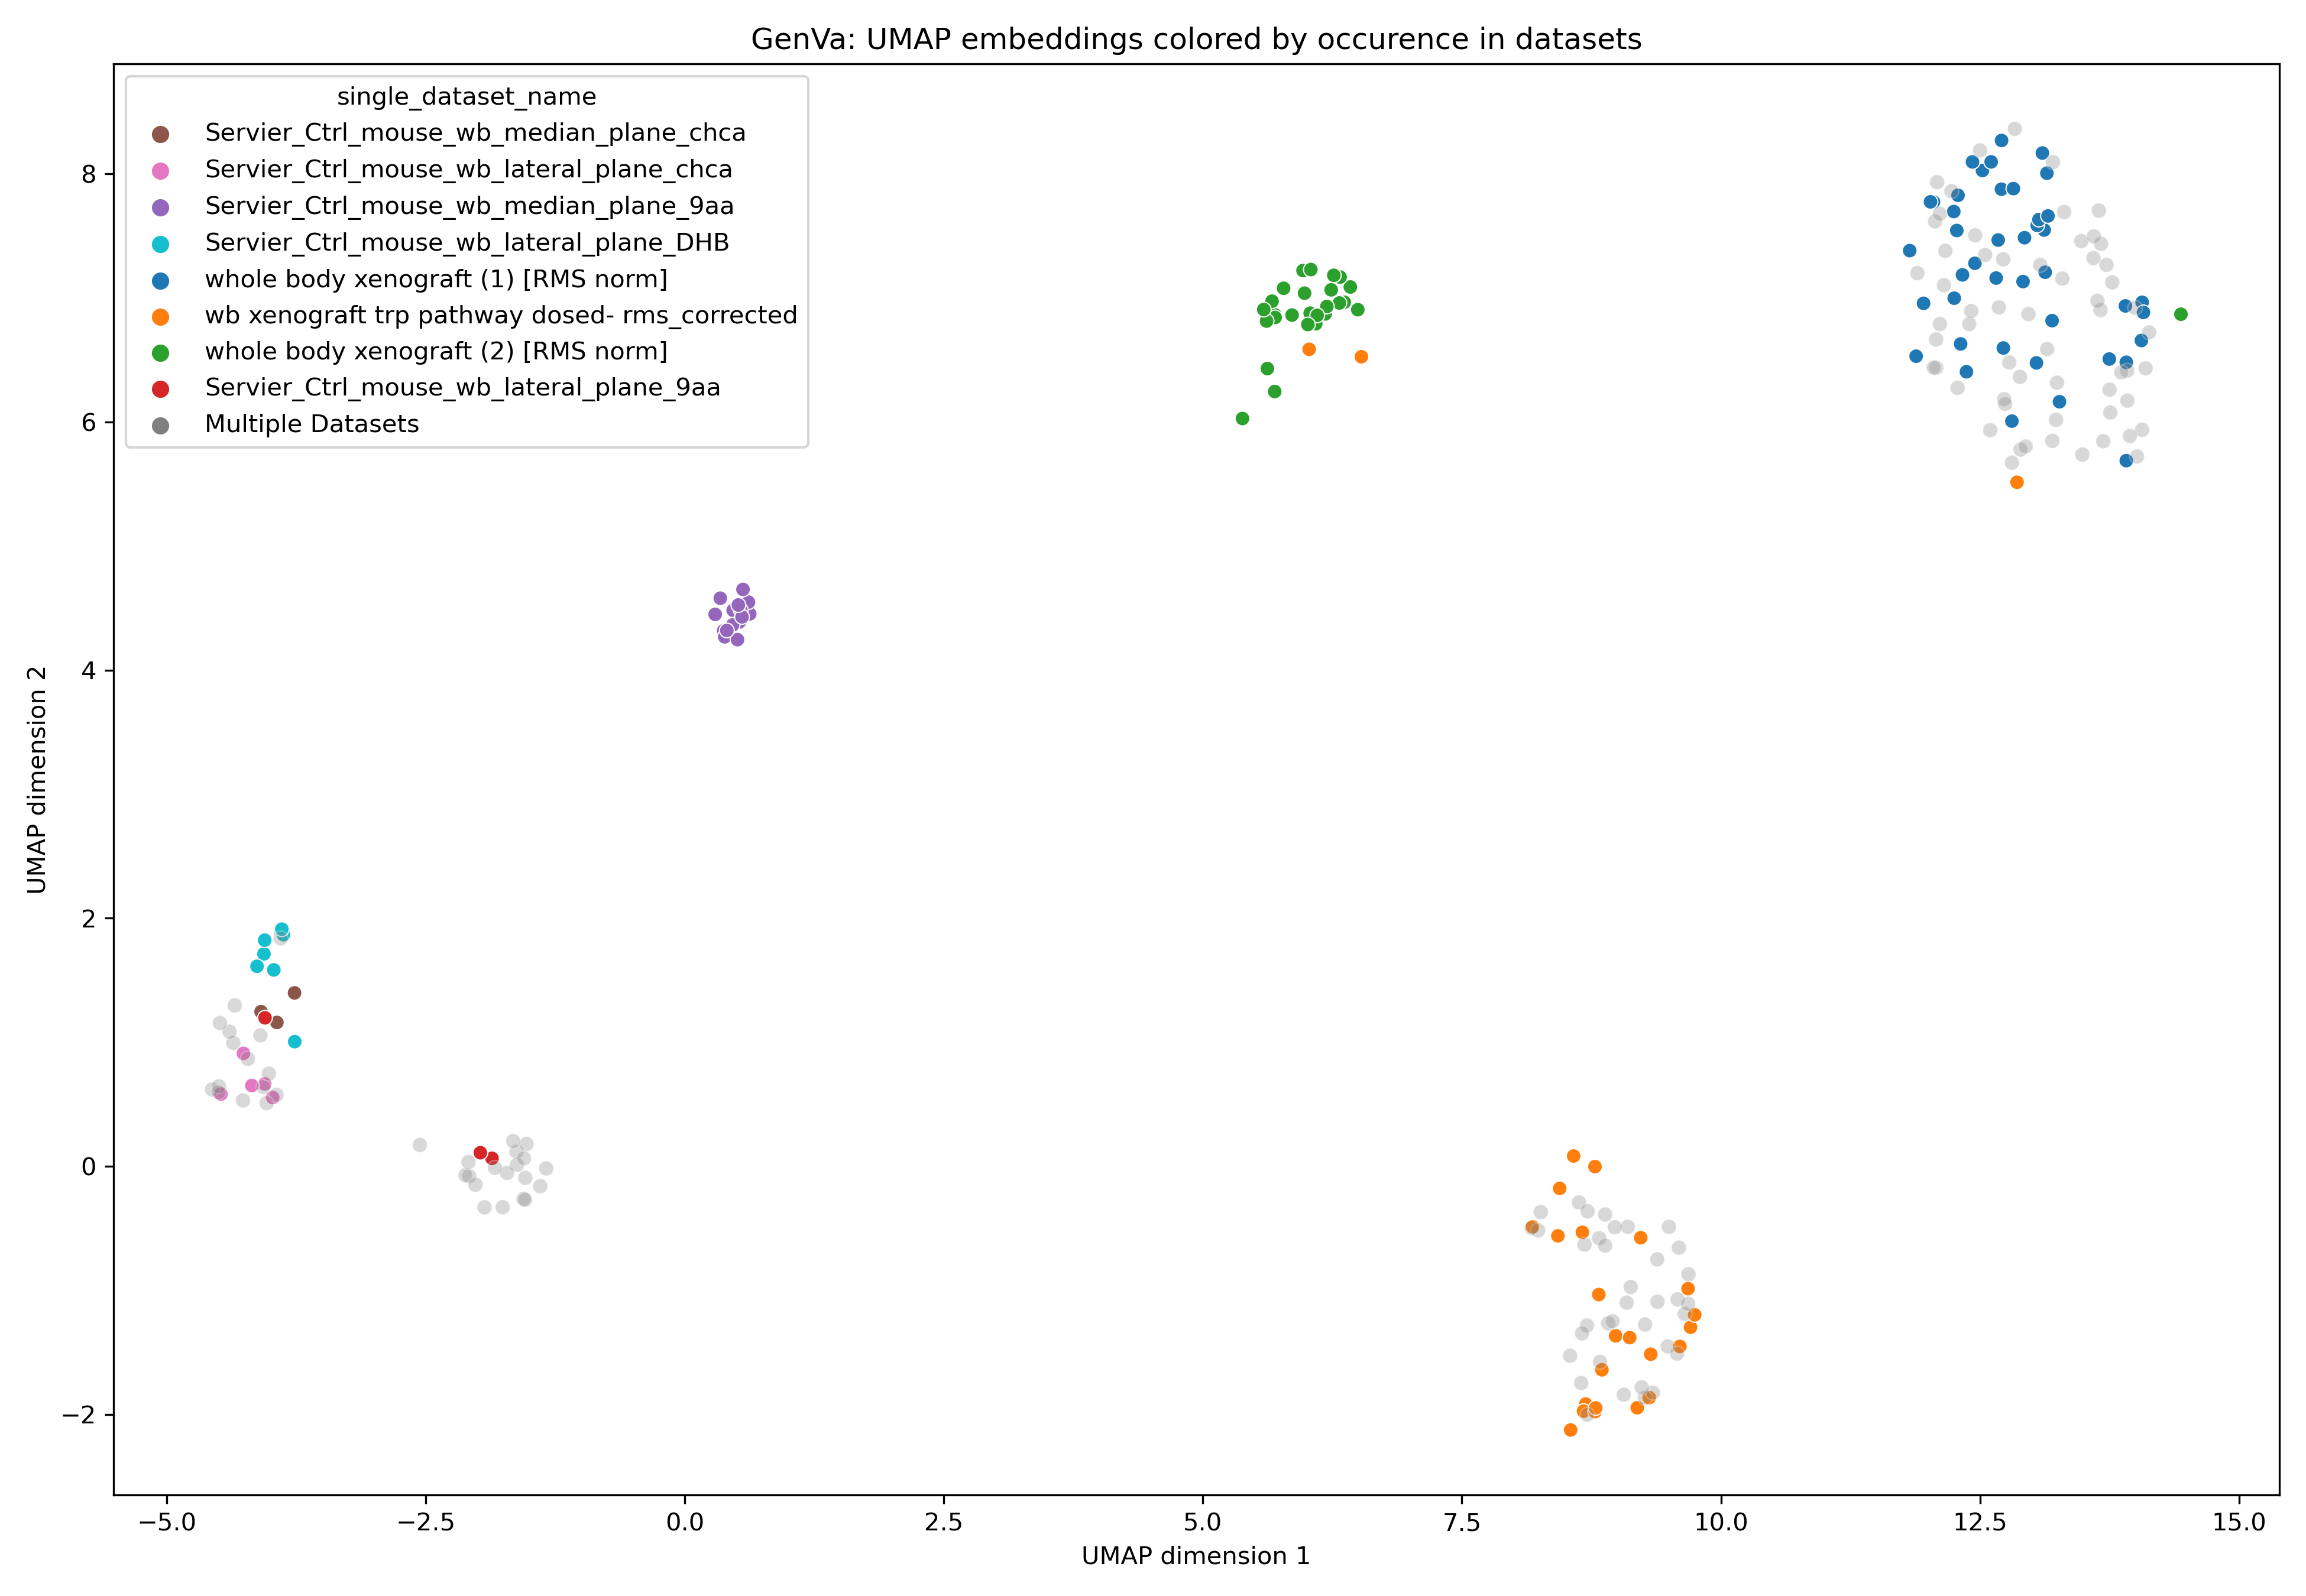 GenVa: UMAP embeddings colored by occurence in datasets
single_dataset_name
Servier_Ctrl_mouse_wb_median_plane_chca
Servier_Ctrl_mouse_wb_lateral_plane_chca
Servier_Ctrl_mouse_wb_median_plane_9aa
Servier_Ctrl_mouse_wb_lateral_plane_DHB
whole body xenograft (1) [RMS norm]
wb xenograft trp pathway dosed- rms_corrected
whole body xenograft (2) [RMS norm]
Servier_Ctrl_mouse_wb_lateral_plane_9aa
Multiple Datasets
8
6
4
2
0
−2
UMAP dimension 2
−5.0
−2.5
0.0
2.5
5.0
7.5
10.0
12.5
15.0
UMAP dimension 1